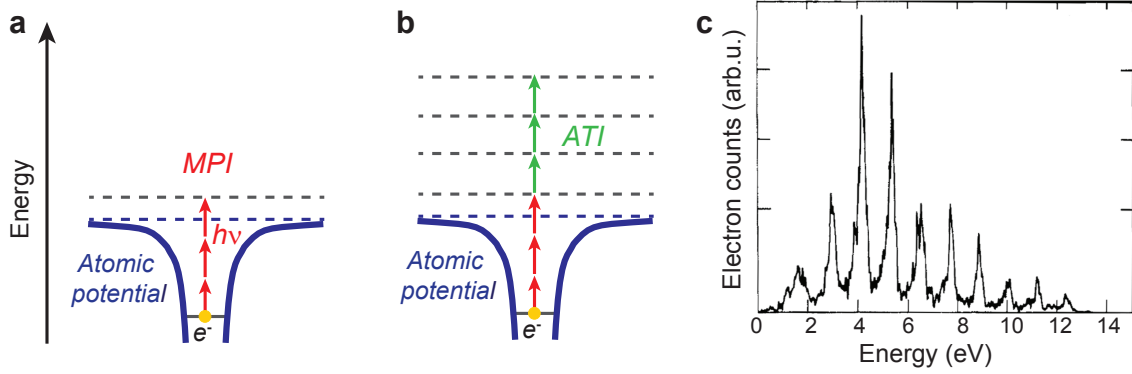 a
Energy
MPI
hν
Atomic
potential
e-
b
ATI
Atomic
potential
e-
c
Electron counts (arb.u.)
0 2 4 6 8 10 12 14
Energy (eV)